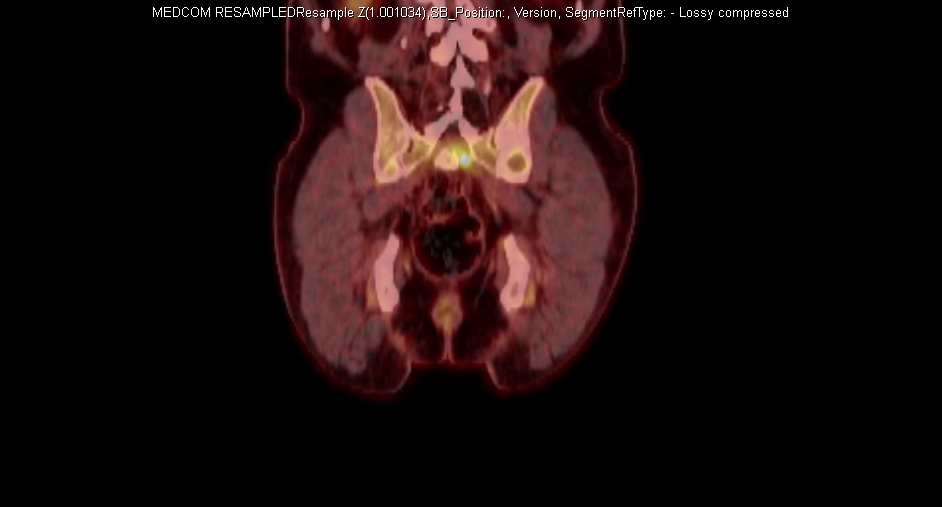 MEDCOM RESAMPLEDResample Z(1.001034),SB_Position:, Version, SegmentRefType: - Lossy compressed